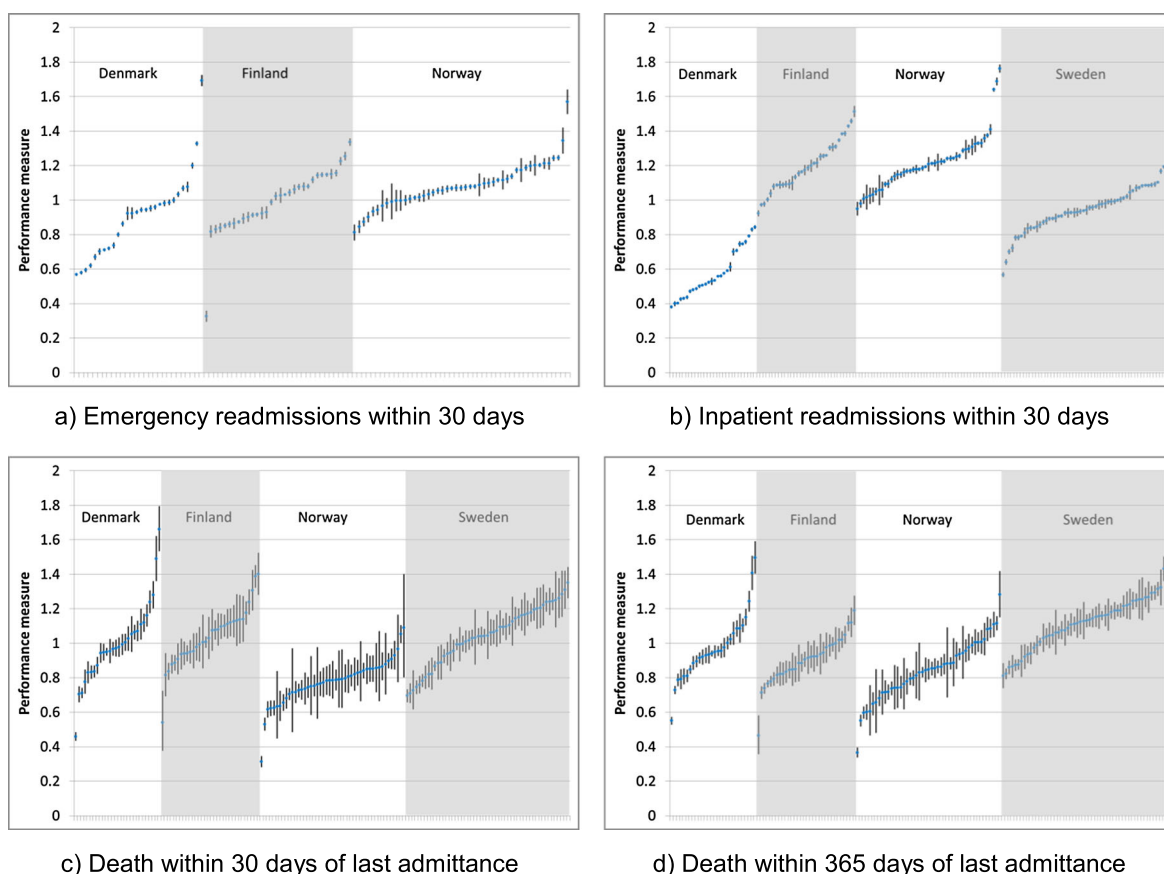 2
1.8
1.6
1.4
1.2
1
0.8
0.6
0.4
0.2
0
Performance measure
Denmark
Finland
Norway
a) Emergency readmissions within 30 days
2
1.8
1.6
1.4
1.2
1
0.8
0.6
0.4
0.2
0
Performance measure
Denmark
Finland
Norway
Sweden
b) Inpatient readmissions within 30 days
2
1.8
1.6
1.4
1.2
1
0.8
0.6
0.4
0.2
0
Performance measure
Denmark
Finland
Norway
Sweden
c) Death within 30 days of last admittance
2
1.8
1.6
1.4
1.2
1
0.8
0.6
0.4
0.2
0
Performance measure
Denmark
Finland
Norway
Sweden
d) Death within 365 days of last admittance